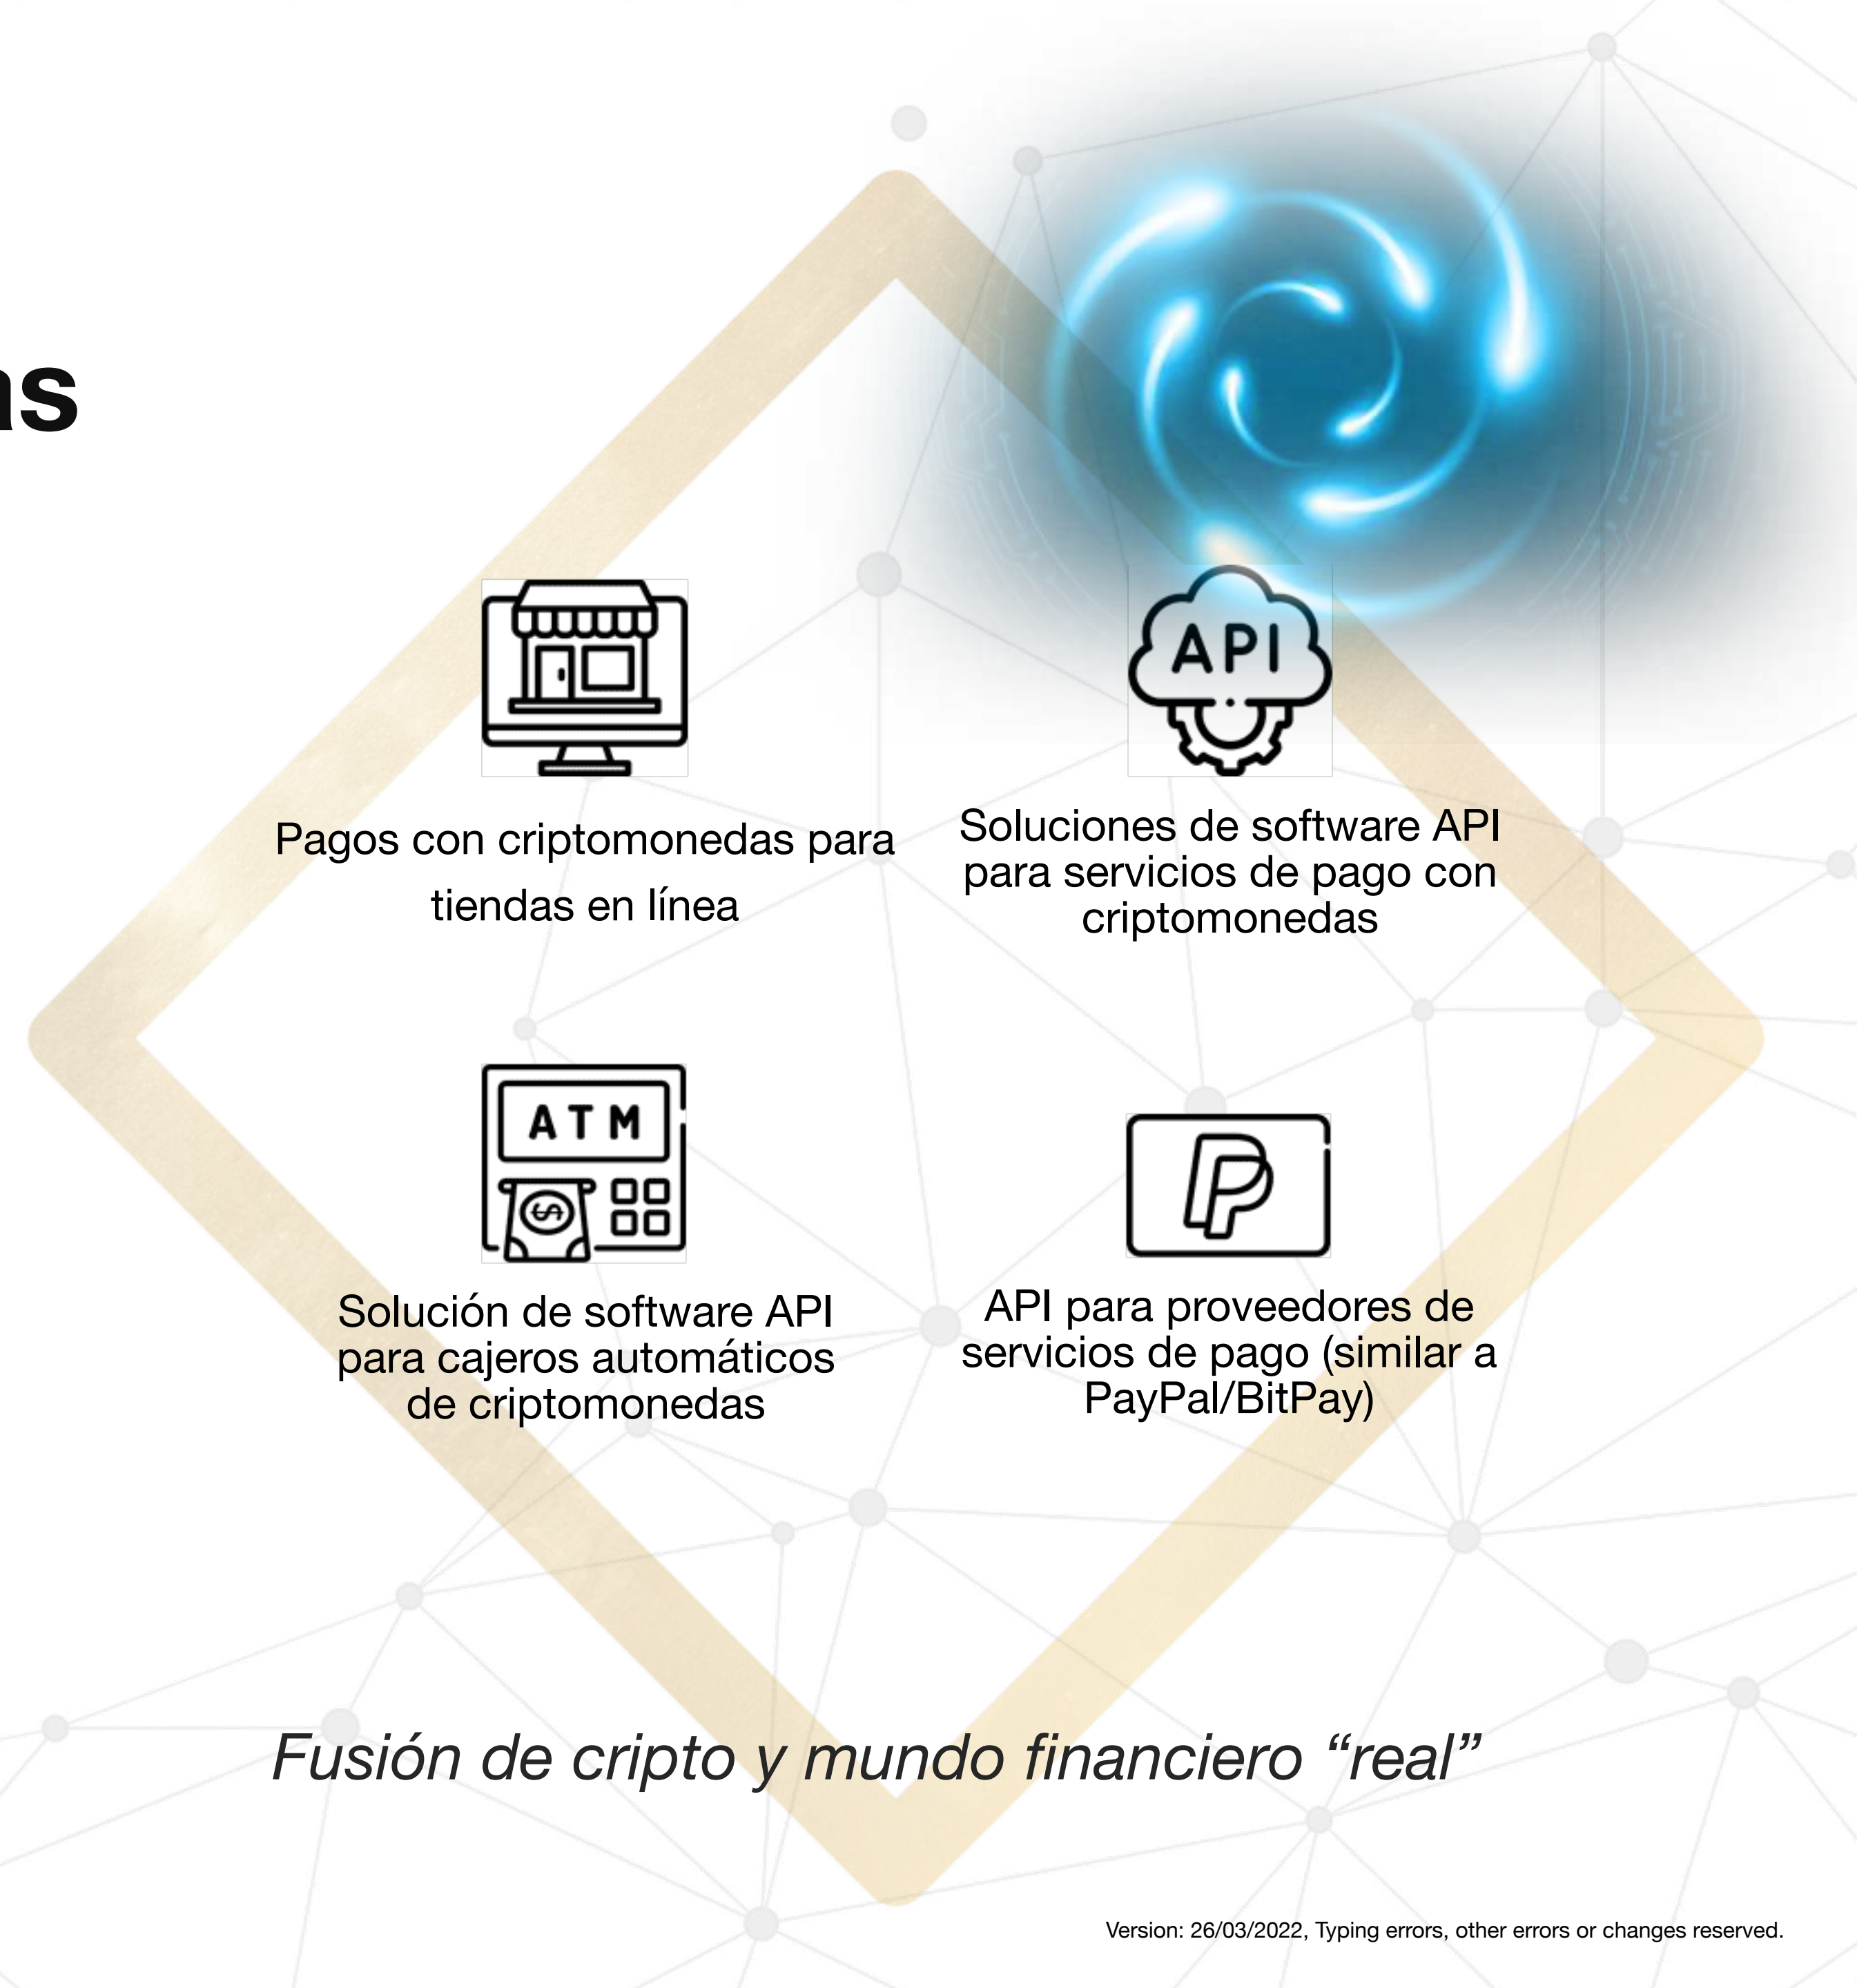 as
API
Pagos con criptomonedas para
tiendas en línea
Soluciones de software API
para servicios de pago con
criptomonedas
ATM
Solución de software API
para cajeros automáticos
de criptomonedas
API para proveedores de
servicios de pago (similar a
PayPal/BitPay)
Fusión de cripto y mundo financiero “real”
Version: 26/03/2022, Typing errors, other errors or changes reserved.